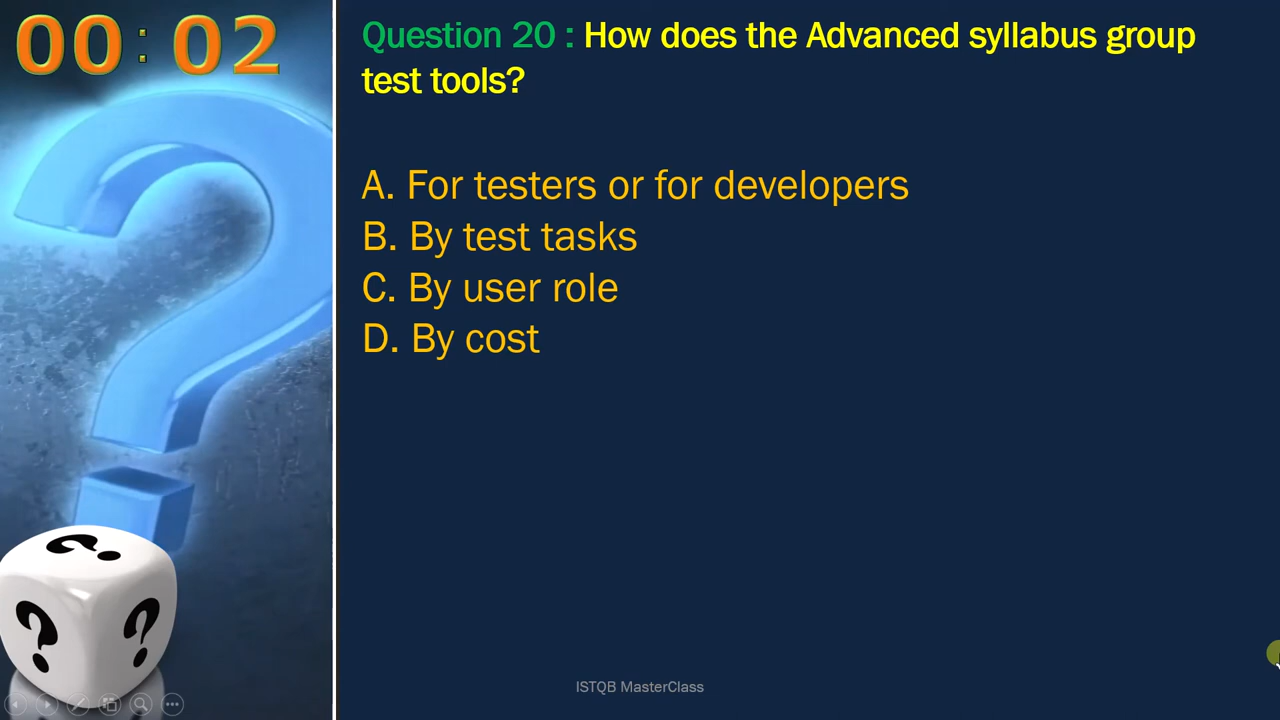 00:02
Question 20 : How does the Advanced syllabus group
test tools?
A. For testers or for developers
B. By test tasks
C. By user role
D. By cost
ISTQB MasterClass